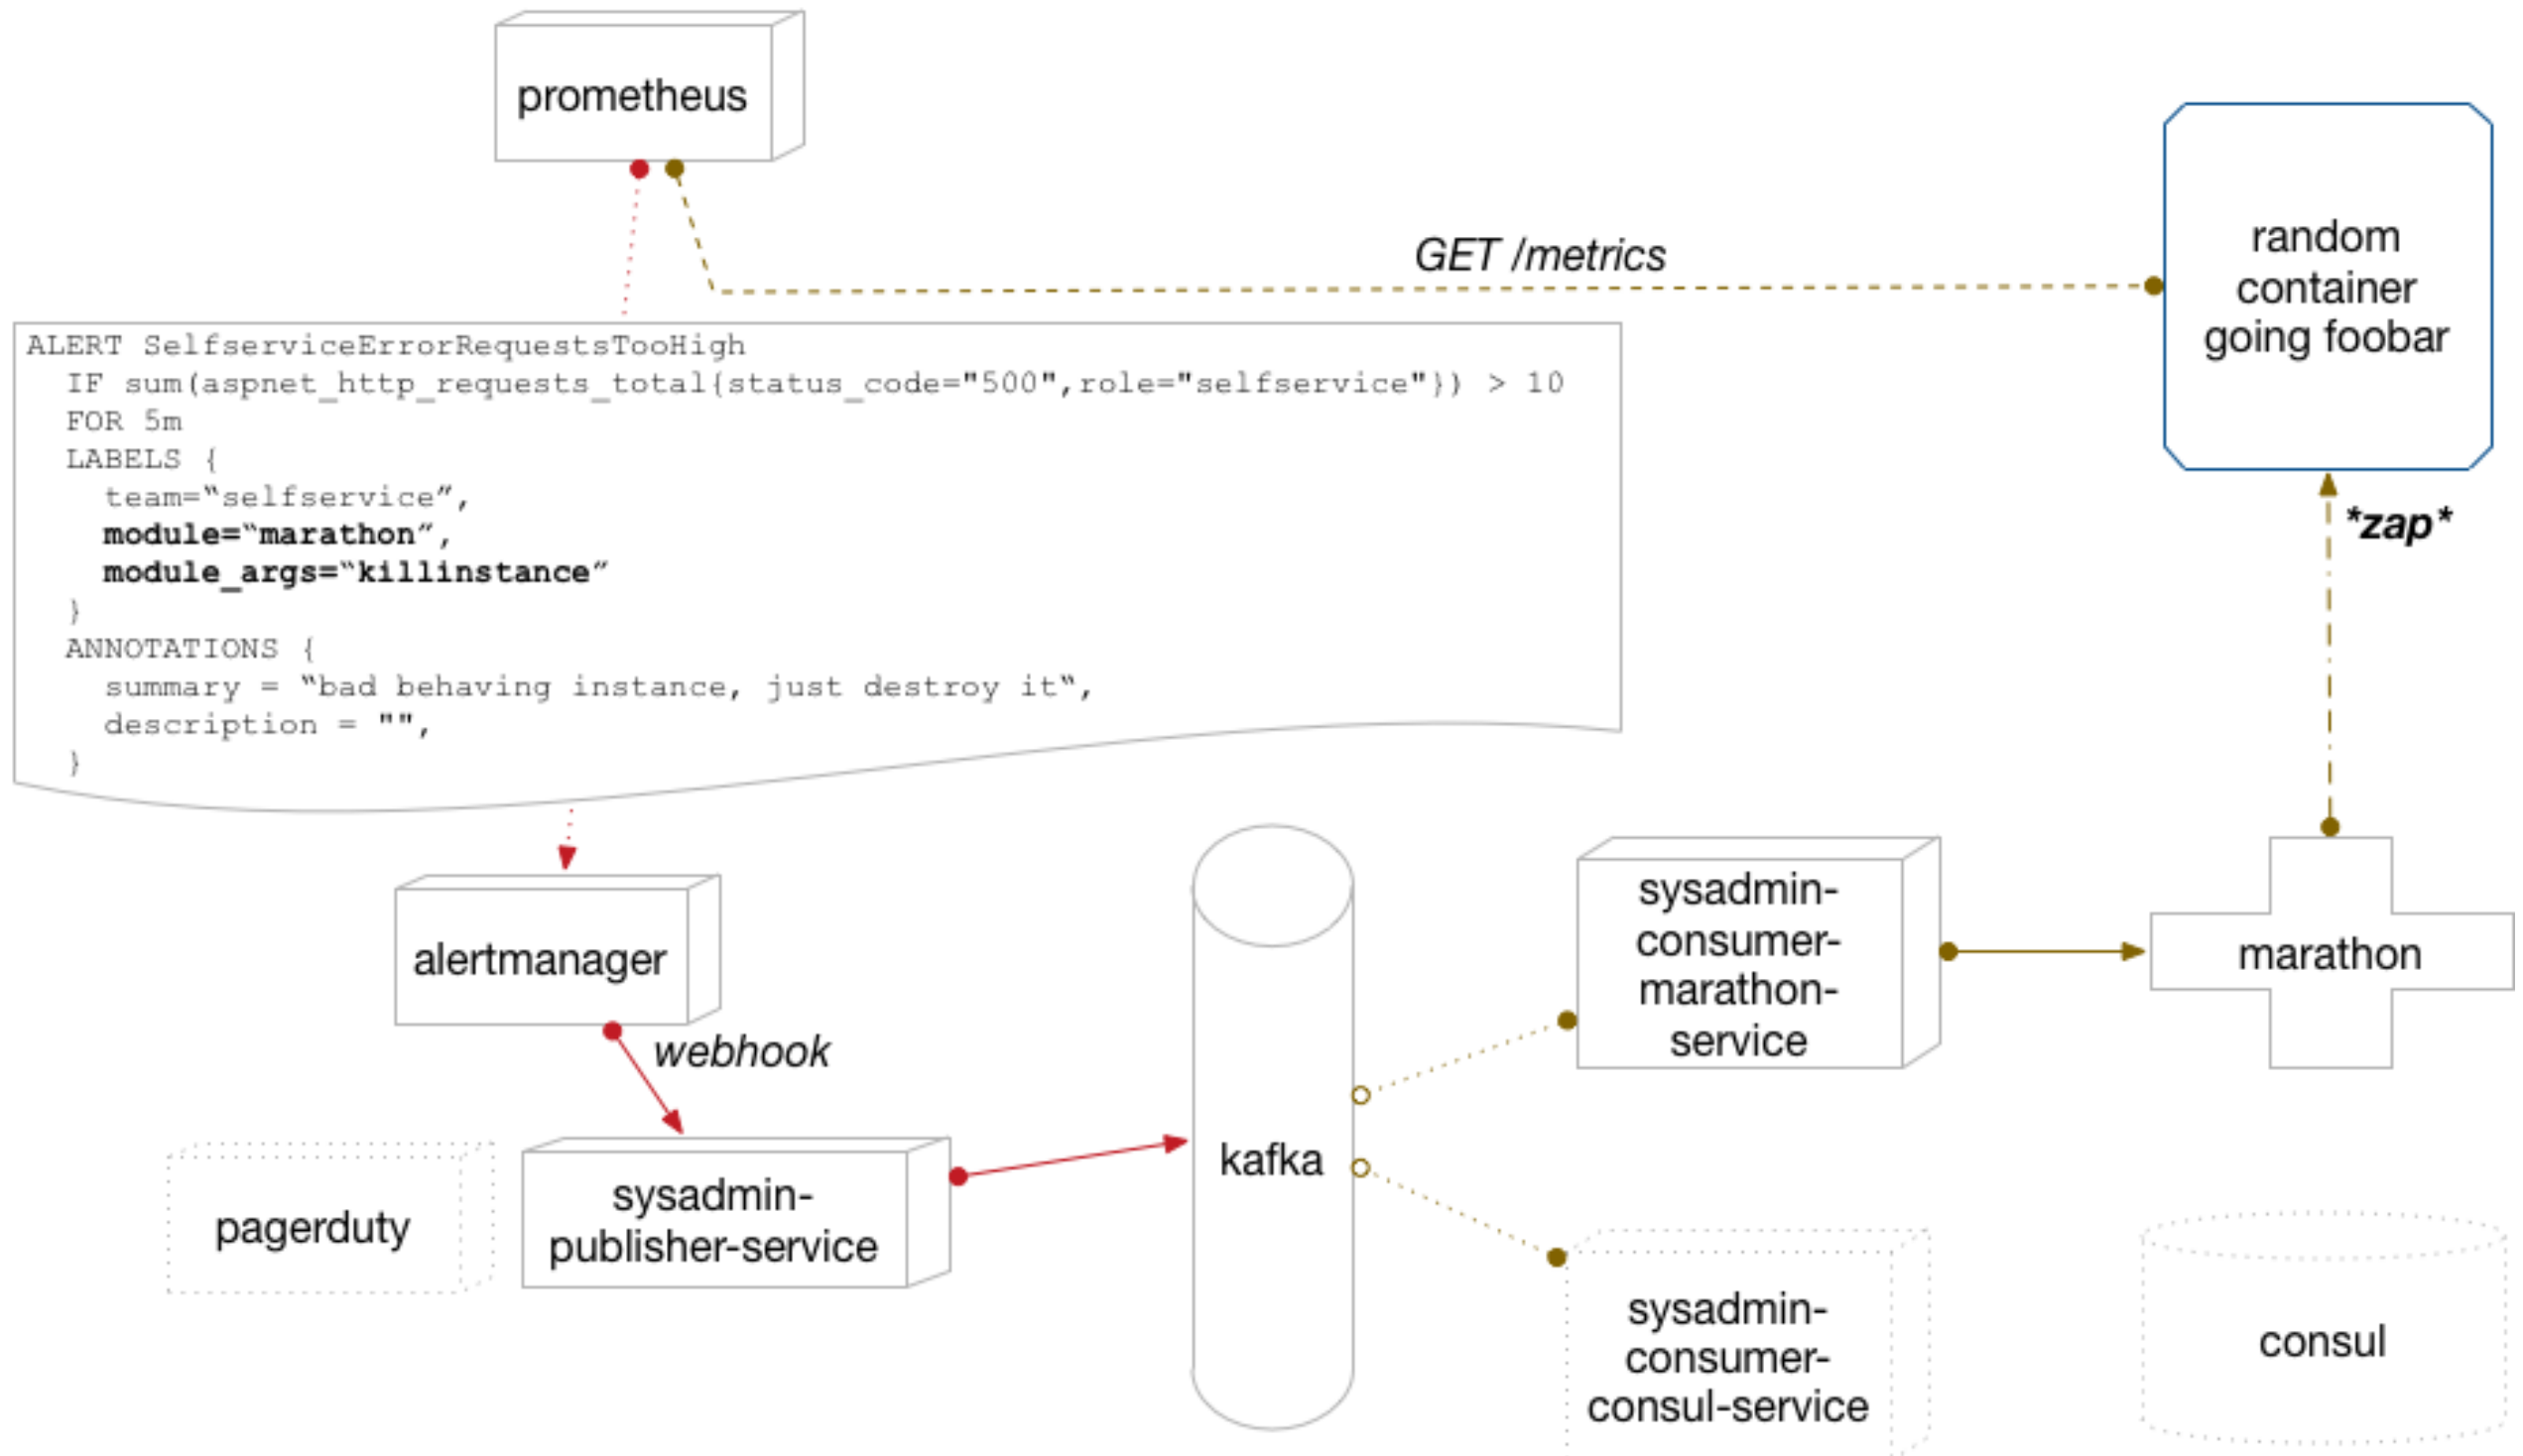 prometheus
GET /metrics
random
container
going foobar
ALERT SelfserviceErrorRequestsTooHigh
IF sum(aspnet_http_requests_total{status_code="500",role="selfservice"}) > 10
FOR 5m
LABELS {
team=“selfservice”,
module=“marathon”,
module_args=“killinstance”
}
ANNOTATIONS {
summary = “bad behaving instance, just destroy it“,
description = "",
}
*zap*
alertmanager
webhook
sysadmin-
consumer-
marathon-
service
marathon
pagerduty
sysadmin-
publisher-service
kafka
sysadmin-
consumer-
consul-service
consul